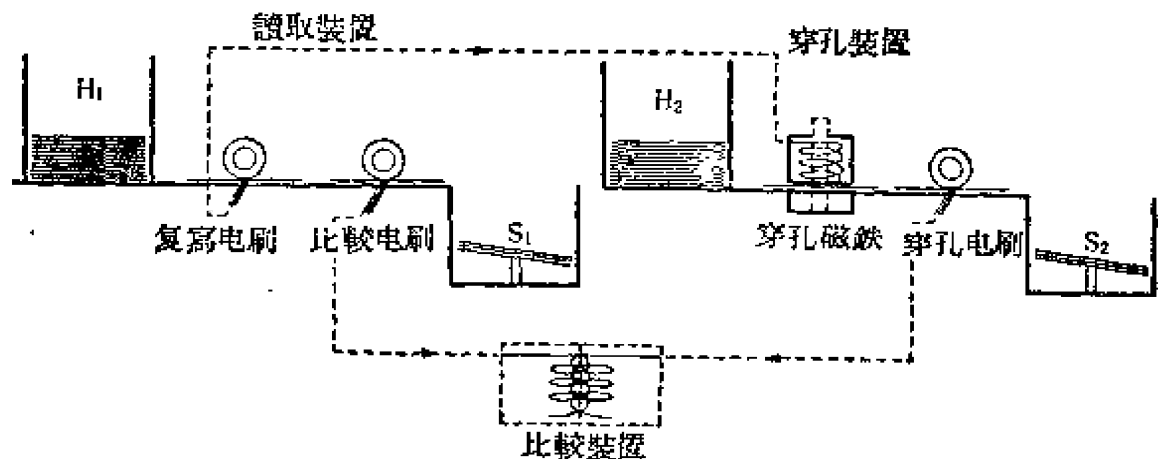 讀取裝置
穿孔裝置
H₁
H₂
复寫电刷
比較电刷
S₁
穿孔磁鉄
穿孔电刷
S₂
比較裝置